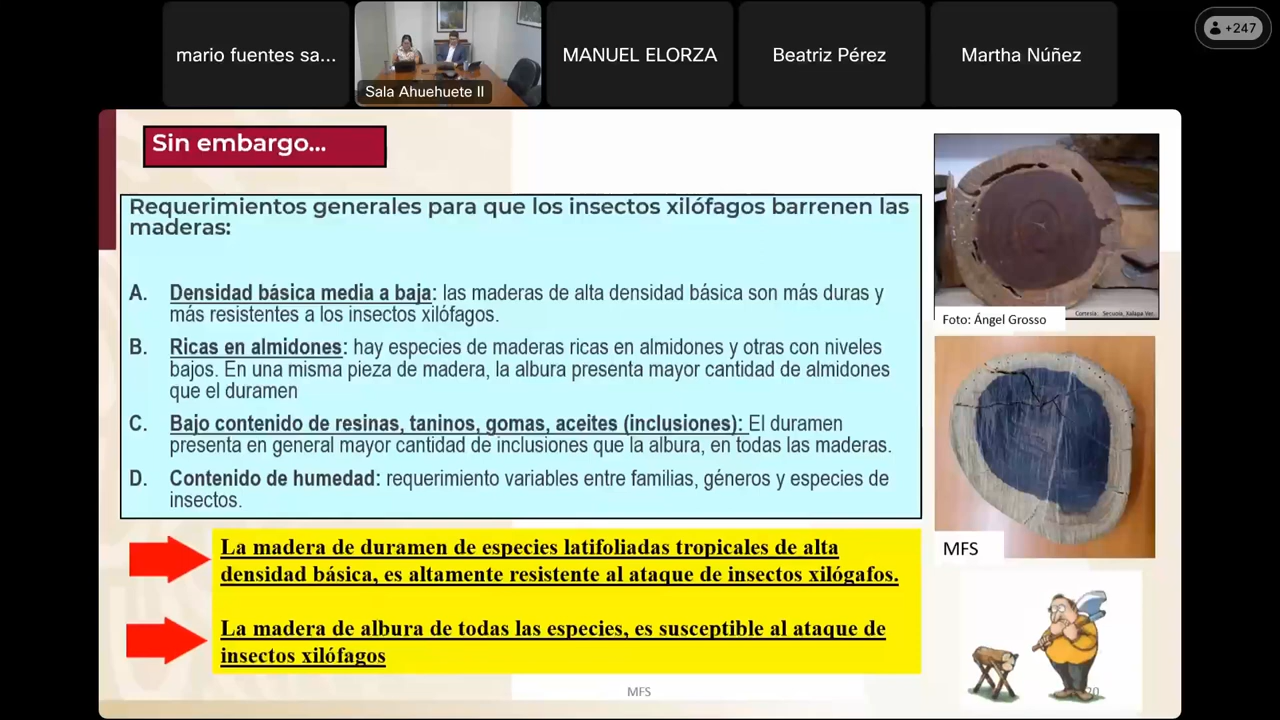 mario fuentes sa...
Sala Ahuehuete II
MANUEL ELORZA
Beatriz Pérez
Martha Núñez
+247
Sin embargo...
Requerimientos generales para que los insectos xilófagos barrenen las
maderas:
A. Densidad básica media a baja: las maderas de alta densidad básica son más duras y
más resistentes a los insectos xilófagos.
B. Ricas en almidones: hay especies de maderas ricas en almidones y otras con niveles
bajos. En una misma pieza de madera, la albura presenta mayor cantidad de almidones
que el duramen
C. Bajo contenido de resinas, taninos, gomas, aceites (inclusiones): El duramen
presenta en general mayor cantidad de inclusiones que la albura, en todas las maderas.
D. Contenido de humedad: requerimiento variables entre familias, géneros y especies de
insectos.
La madera de duramen de especies latifoliadas tropicales de alta
densidad básica, es altamente resistente al ataque de insectos xilógafos.
La madera de albura de todas las especies, es susceptible al ataque de
insectos xilófagos
Cortesía: Secuoia, Xalapa Ver.
Foto: Ángel Grosso
MFS
MFS
20